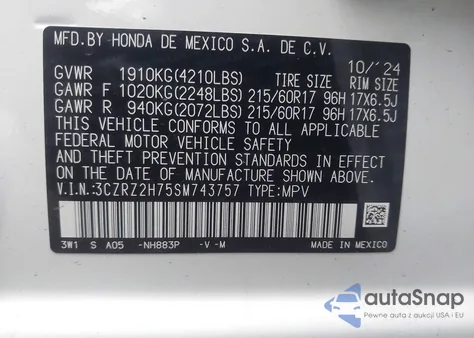 MFD.BY HONDA DE MEXICO S.A. DE C.V.
10/'24
GVWR 1910KG(4210LBS) TIRE SIZE RIM SIZE
GAWR F 1020KG(2248LBS) 215/60R17 96H 17X6.5J
GAWR R 940KG(2072LBS) 215/60R17 96H 17X6.5J
THIS VEHICLE CONFORMS TO ALL APPLICABLE
FEDERAL MOTOR VEHICLE SAFETY AND THEFT
PREVENTION STANDARDS IN EFFECT ON
THE DATE OF MANUFACTURE SHOWN ABOVE.
V.I.N.:3CZRZ2H75SM743757 TYPE:MPV
3W1 S A05 -NH883P -V -M
MADE IN MEXICO
autoSnap
Pewne auta z aukcji USA i EU